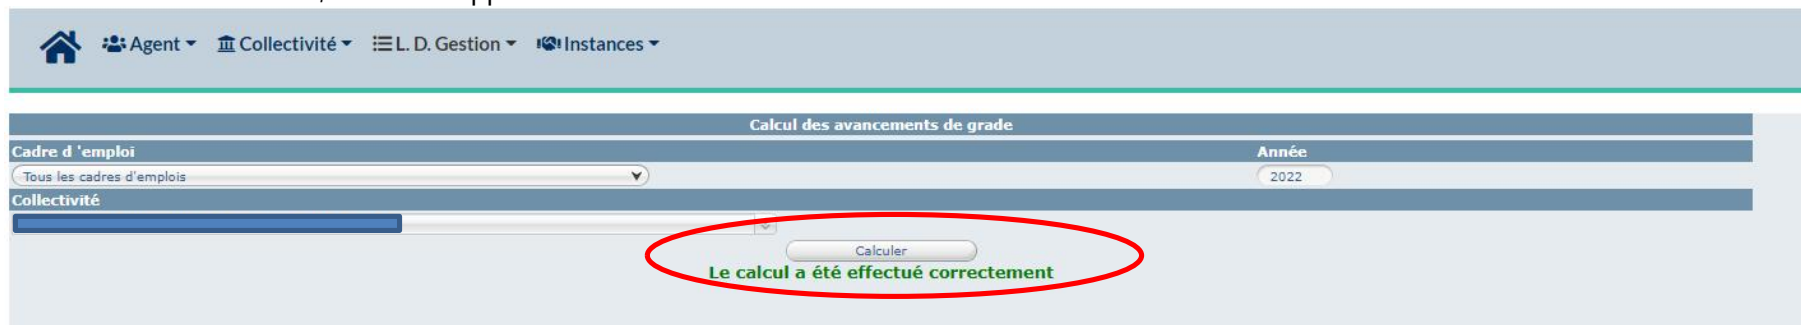 Agent Collectivité L. D. Gestion Instances
Calcul des avancements de grade
Cadre d 'emploi Année
Tous les cadres d'emplois 2022
Collectivité
Calculer
Le calcul a été effectué correctement